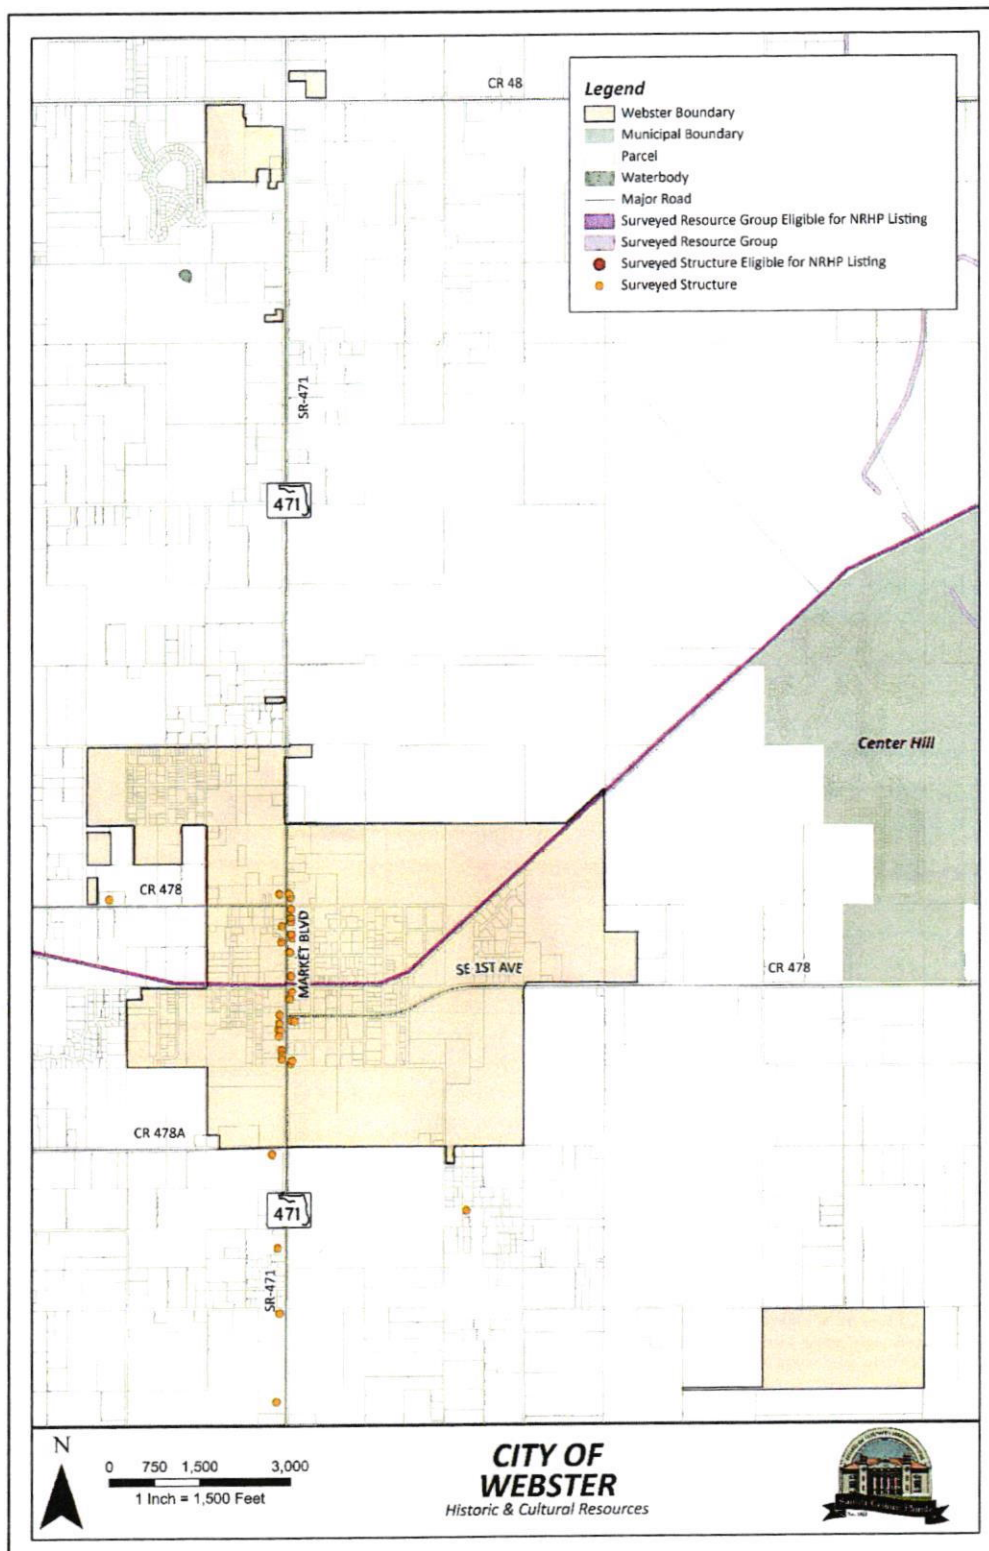 CR 48
Legend
Webster Boundary
Municipal Boundary
Parcel
Waterbody
Major Road
Surveyed Resource Group Eligible for NRHP Listing
Surveyed Resource Group
Surveyed Structure Eligible for NRHP Listing
Surveyed Structure
SR-471
471
Center Hill
CR 478
MARKET BLVD
SE 1ST AVE
CR 478
CR 478A
471
SR-471
N
0 750 1,500 3,000
1 Inch = 1,500 Feet
CITY OF
WEBSTER
Historic & Cultural Resources
Sumter County, Florida